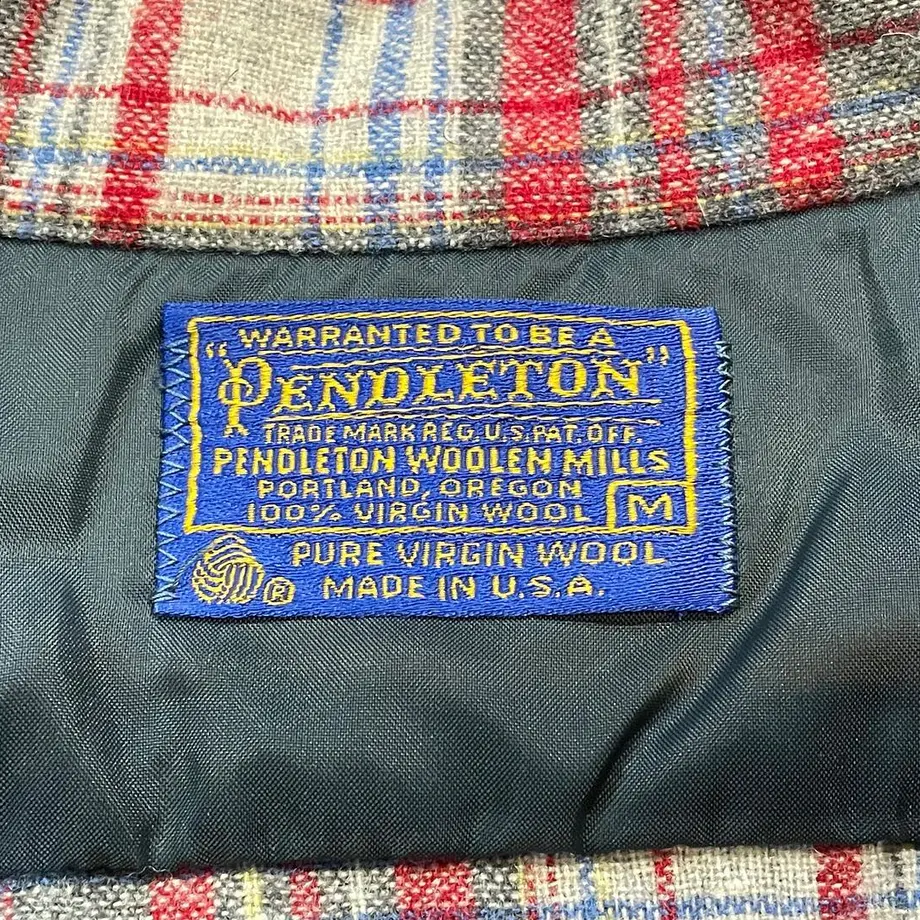 WARRANTED TO BE A
"PENDLETON"
TRADE MARK REG. U.S. PAT. OFF.
PENDLETON WOOLEN MILLS
PORTLAND, OREGON
100% VIRGIN WOOL M
PURE VIRGIN WOOL
® MADE IN U.S.A.